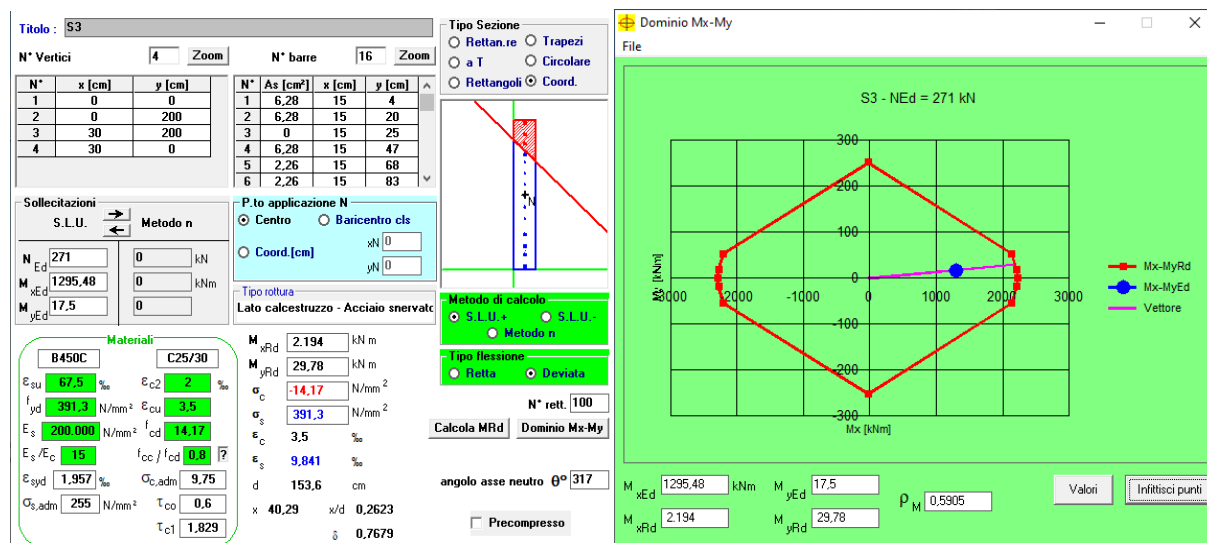 Titolo : S3
N° Vertici 4 Zoom N° barre 16 Zoom
N° x [cm] y [cm]
1 0 0
2 0 200
3 30 200
4 30 0
N° As [cm²] x [cm] y [cm]
1 6,28 15 4
2 6,28 15 20
3 0 15 25
4 6,28 15 47
5 2,26 15 68
6 2,26 15 83
Tipo Sezione
Rettan.re Trapezi
a T Circolare
Rettangoli Coord.
N
Sollecitazioni
S.L.U. Metodo n
N Ed 271 0 kN
M xEd 1295,48 0 kNm
M yEd 17,5 0
P.to applicazione N
Centro Baricentro cls
Coord.[cm] xN 0
yN 0
Tipo rottura
Lato calcestruzzo - Acciaio snervato
Materiali
B450C C25/30
εsu 67,5 ‰ εc2 2 ‰
fyd 391,3 N/mm² εcu 3,5
Es 200.000 N/mm² fcd 14,17
Es/Ec 15 fcc / fcd 0,8 ?
εsyd 1,957 ‰ σc,adm 9,75
σs,adm 255 N/mm² τco 0,6
τc1 1,829
M xRd 2.194 kN m
M yRd 29,78 kN m
σc -14,17 N/mm²
σs 391,3 N/mm²
εc 3,5 ‰
εs 9,841 ‰
d 153,6 cm
x 40,29 x/d 0,2623
δ 0,7679
Metodo di calcolo
S.L.U.+ S.L.U.-
Metodo n
Tipo flessione
Retta Deviata
N° rett. 100
Calcola MRd Dominio Mx-My
angolo asse neutro θ° 317
Precompresso
Dominio Mx-My
File
S3 - NEd = 271 kN
300
200
100
0
-100
-200
-300
-3000 -2000 -1000 0 1000 2000 3000
Mx [kNm]
Mx-MyRd
Mx-MyEd
Vettore
M xEd 1295,48 kNm M yEd 17,5
M xRd 2.194 M yRd 29,78
ρ M 0,5905
Valori Infittisci punti